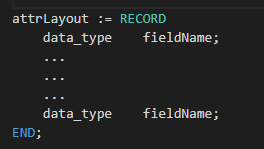 attrLayout := RECORD
    data_type    fieldName;
    ...
    ...
    ...
    data_type    fieldName;
END;